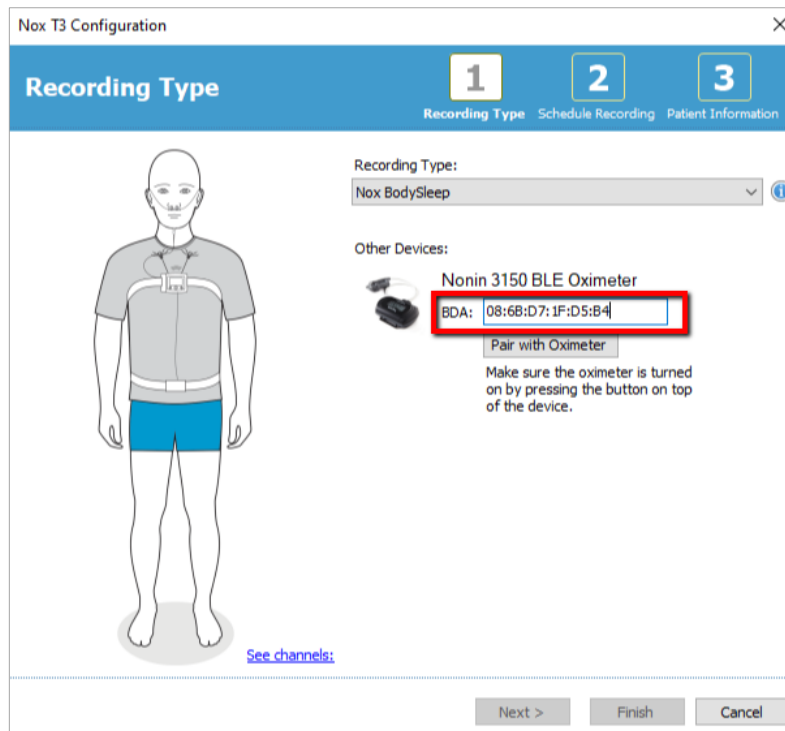 Nox T3 Configuration
Recording Type
1
Recording Type
2
Schedule Recording
3
Patient Information
Recording Type:
Nox BodySleep
Other Devices:
Nonin 3150 BLE Oximeter
BDA: 08:6B:D7:1F:D5:B4
Pair with Oximeter
Make sure the oximeter is turned
on by pressing the button on top
of the device.
See channels:
Next >
Finish
Cancel